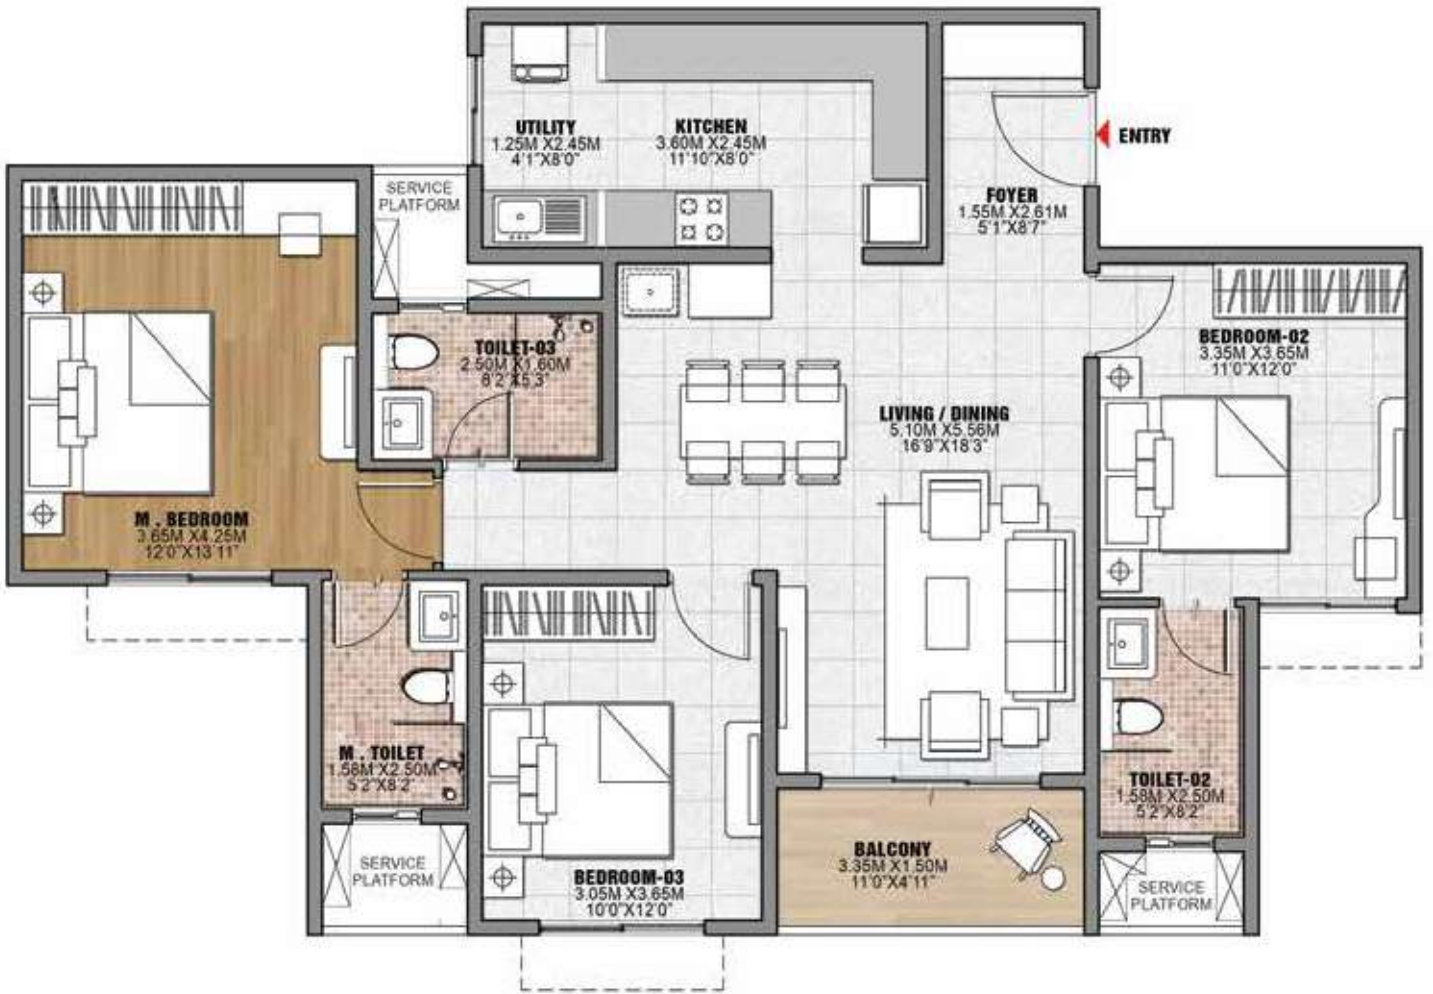 UTILITY
1.25M X2.45M
4'1"X8'0"
KITCHEN
3.60M X2.45M
11'10"X8'0"
ENTRY
FOYER
1.55M X2.61M
5'1"X8'7"
SERVICE
PLATFORM
TOILET-03
2.50M X1.60M
8'2"X5'3"
BEDROOM-02
3.35M X3.65M
11'0"X12'0"
LIVING / DINING
5.10M X5.56M
16'9"X18'3"
M . BEDROOM
3.65M X4.25M
12'0"X13'11"
M . TOILET
1.58M X2.50M
5'2"X8'2"
TOILET-02
1.58M X2.50M
5'2"X8'2"
BALCONY
3.35M X1.50M
11'0"X4'11"
SERVICE
PLATFORM
BEDROOM-03
3.05M X3.65M
10'0"X12'0"
SERVICE
PLATFORM